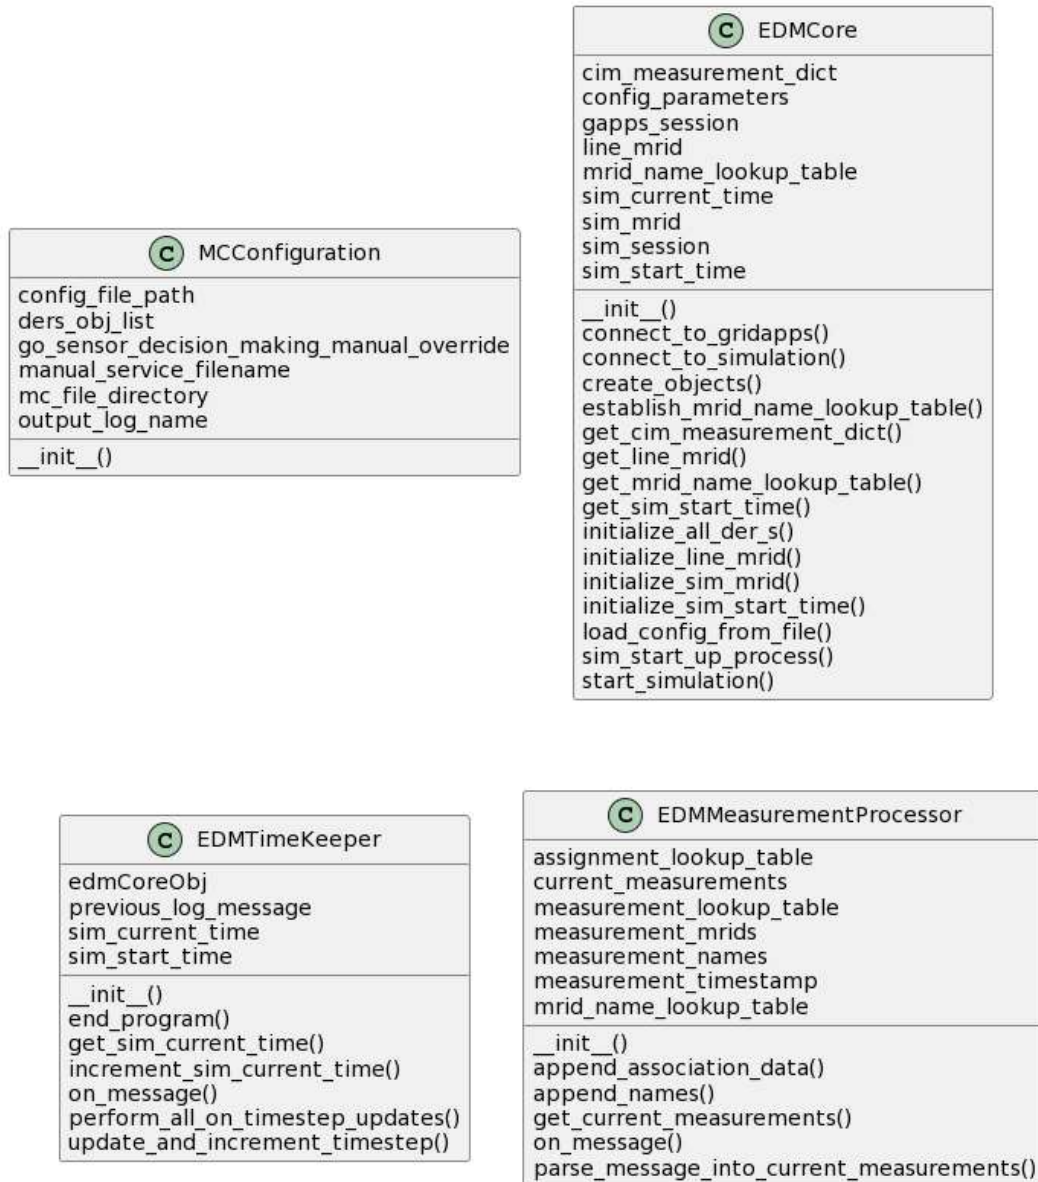 C EDMCore
cim_measurement_dict
config_parameters
gapps_session
line_mrid
mrid_name_lookup_table
sim_current_time
sim_mrid
sim_session
sim_start_time
__init__()
connect_to_gridapps()
connect_to_simulation()
create_objects()
establish_mrid_name_lookup_table()
get_cim_measurement_dict()
get_line_mrid()
get_mrid_name_lookup_table()
get_sim_start_time()
initialize_all_der_s()
initialize_line_mrid()
initialize_sim_mrid()
initialize_sim_start_time()
load_config_from_file()
sim_start_up_process()
start_simulation()
C MCConfiguration
config_file_path
ders_obj_list
go_sensor_decision_making_manual_override
manual_service_filename
mc_file_directory
output_log_name
__init__()
C EDMTimeKeeper
edmCoreObj
previous_log_message
sim_current_time
sim_start_time
__init__()
end_program()
get_sim_current_time()
increment_sim_current_time()
on_message()
perform_all_on_timestep_updates()
update_and_increment_timestep()
C EDMMeasurementProcessor
assignment_lookup_table
current_measurements
measurement_lookup_table
measurement_mrids
measurement_names
measurement_timestamp
mrid_name_lookup_table
__init__()
append_association_data()
append_names()
get_current_measurements()
on_message()
parse_message_into_current_measurements()